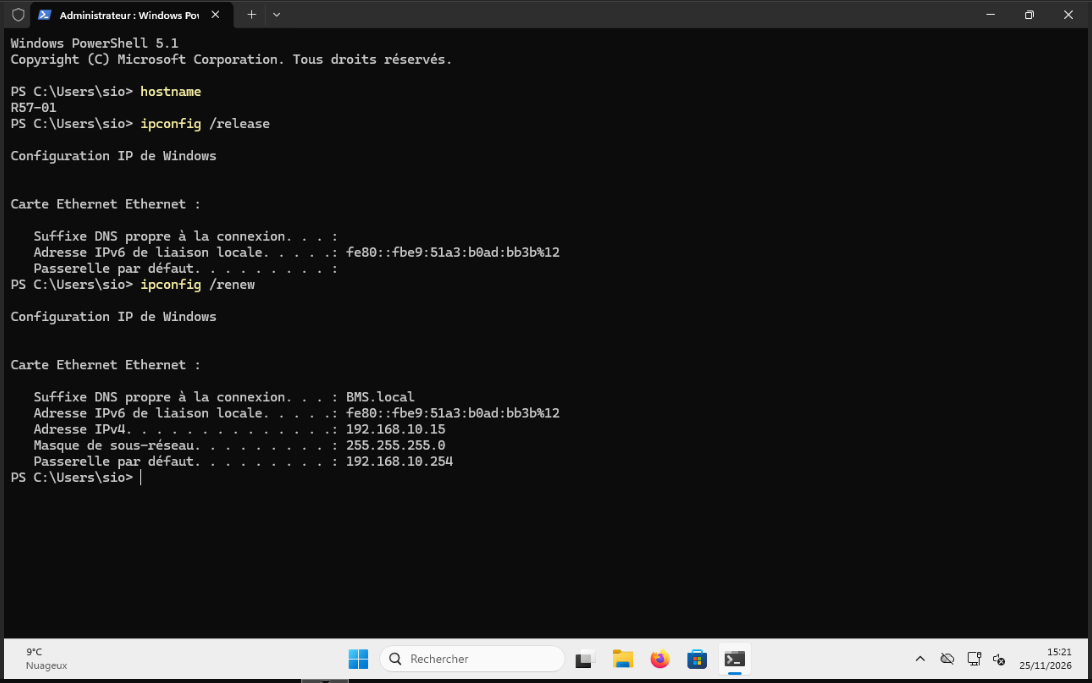 Administrateur : Windows Pov
Windows PowerShell 5.1
Copyright (C) Microsoft Corporation. Tous droits réservés.
PS C:\Users\sio> hostname
R57-01
PS C:\Users\sio> ipconfig /release
Configuration IP de Windows
Carte Ethernet Ethernet :
Suffixe DNS propre à la connexion. . . :
Adresse IPv6 de liaison locale. . . . .: fe80::fbe9:51a3:b0ad:bb3b%12
Passerelle par défaut. . . . . . . . . :
PS C:\Users\sio> ipconfig /renew
Configuration IP de Windows
Carte Ethernet Ethernet :
Suffixe DNS propre à la connexion. . . : BMS.local
Adresse IPv6 de liaison locale. . . . .: fe80::fbe9:51a3:b0ad:bb3b%12
Adresse IPv4. . . . . . . . . . . . . .: 192.168.10.15
Masque de sous-réseau. . . . . . . . . : 255.255.255.0
Passerelle par défaut. . . . . . . . . : 192.168.10.254
PS C:\Users\sio>
9°C
Nuageux
Rechercher
15:21
25/11/2026